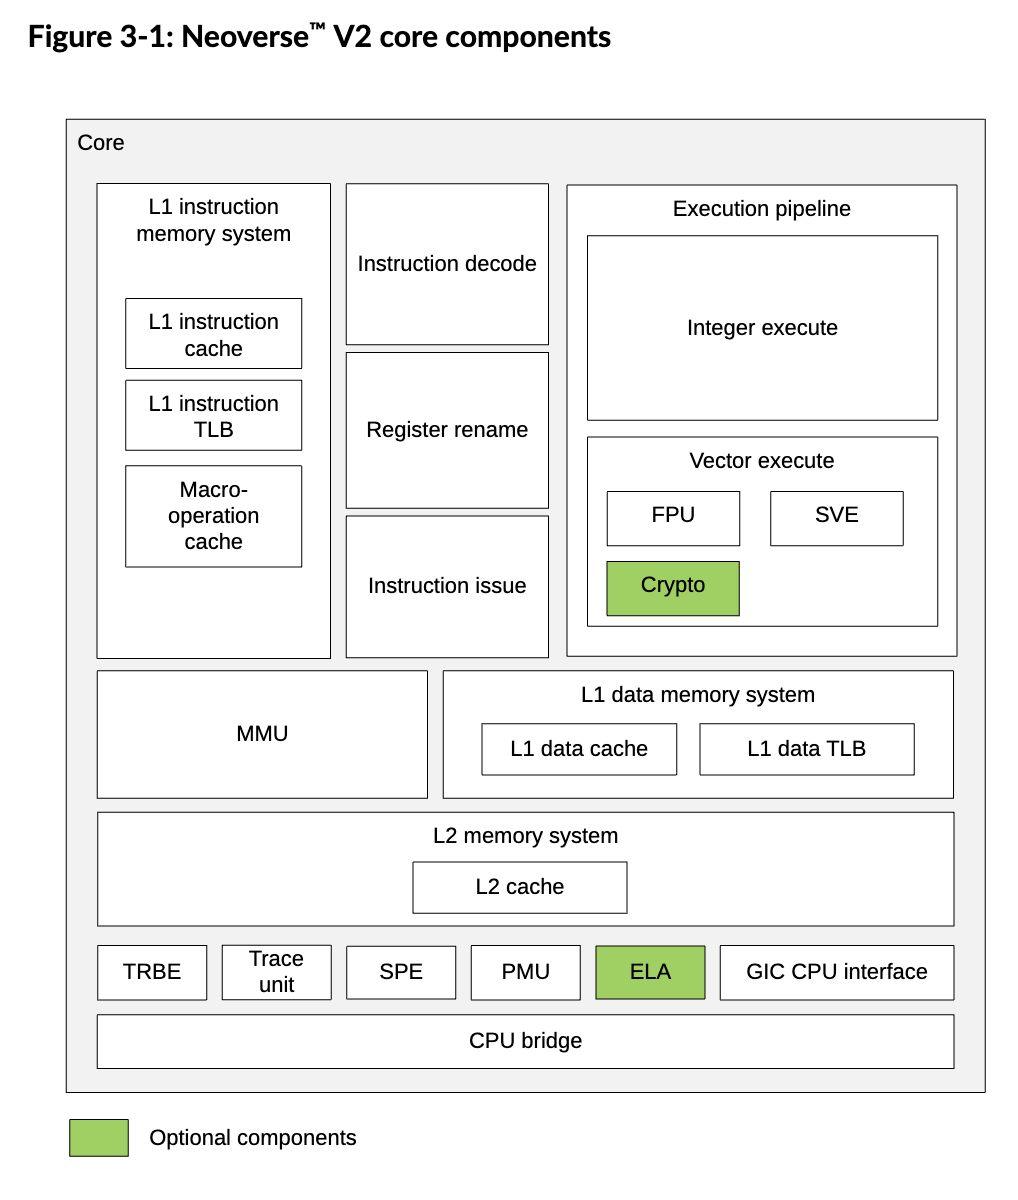 Figure 3-1: Neoverse™ V2 core components
Core
L1 instruction
memory system
L1 instruction
cache
L1 instruction
TLB
Macro-
operation
cache
Instruction decode
Register rename
Instruction issue
Execution pipeline
Integer execute
Vector execute
FPU
SVE
Crypto
MMU
L1 data memory system
L1 data cache
L1 data TLB
L2 memory system
L2 cache
TRBE
Trace
unit
SPE
PMU
ELA
GIC CPU interface
CPU bridge
Optional components